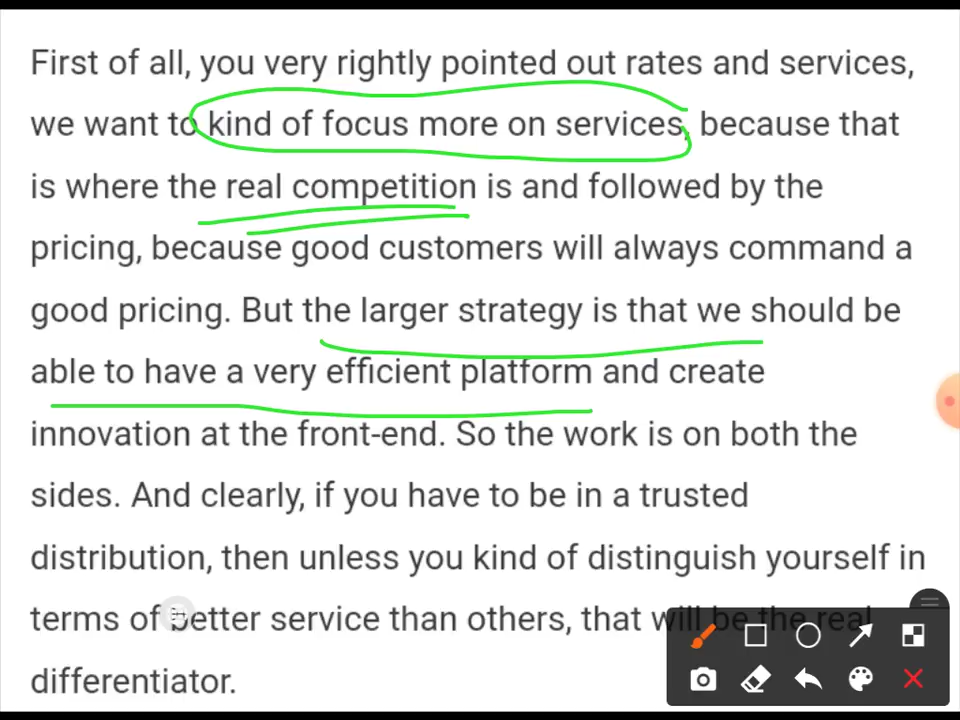 First of all, you very rightly pointed out rates and services,
we want to kind of focus more on services, because that
is where the real competition is and followed by the
pricing, because good customers will always command a
good pricing. But the larger strategy is that we should be
able to have a very efficient platform and create
innovation at the front-end. So the work is on both the
sides. And clearly, if you have to be in a trusted
distribution, then unless you kind of distinguish yourself in
terms of better service than others, that will be the real
differentiator.